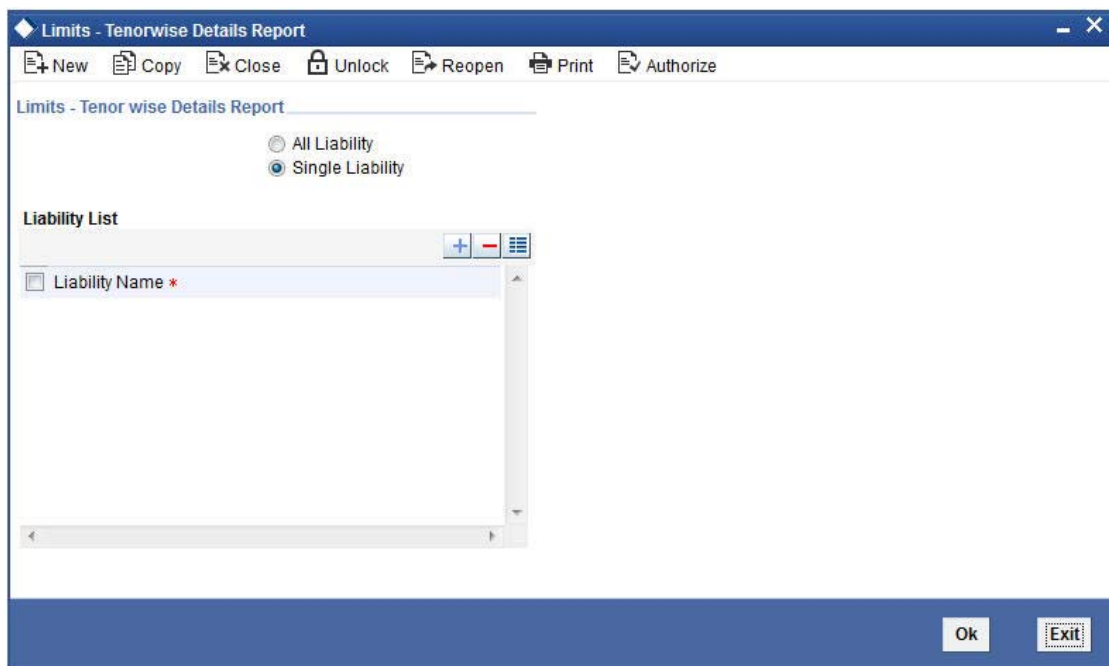 Limits - Tenorwise Details Report
New Copy Close Unlock Reopen Print Authorize
Limits - Tenor wise Details Report
All Liability
Single Liability
Liability List
Liability Name *
Ok Exit